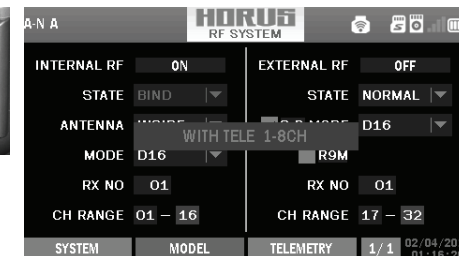 A-N A
HORUS
RF SYSTEM
INTERNAL RF ON
EXTERNAL RF OFF
STATE BIND
STATE NORMAL
ANTENNA
MODE D16
WITH TELE 1-8CH
MODE D16
R9M
RX NO 01
RX NO 01
CH RANGE 01 – 16
CH RANGE 17 – 32
SYSTEM MODEL TELEMETRY 1/1
02/04/20